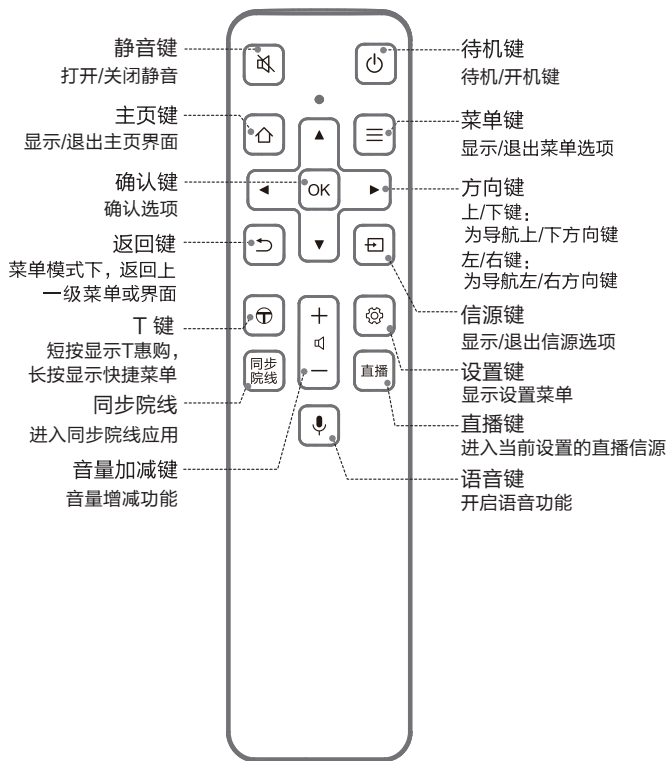 静音键
打开/关闭静音
主页键
显示/退出主页界面
确认键
确认选项
返回键
菜单模式下，返回上
一级菜单或界面
T 键
短按显示T惠购，
长按显示快捷菜单
同步院线
进入同步院线应用
音量加减键
音量增减功能
OK
同步
院线
直播
待机键
待机/开机键
菜单键
显示/退出菜单选项
方向键
上/下键：
为导航上/下方向键
左/右键：
为导航左/右方向键
信源键
显示/退出信源选项
设置键
显示设置菜单
直播键
进入当前设置的直播信源
语音键
开启语音功能